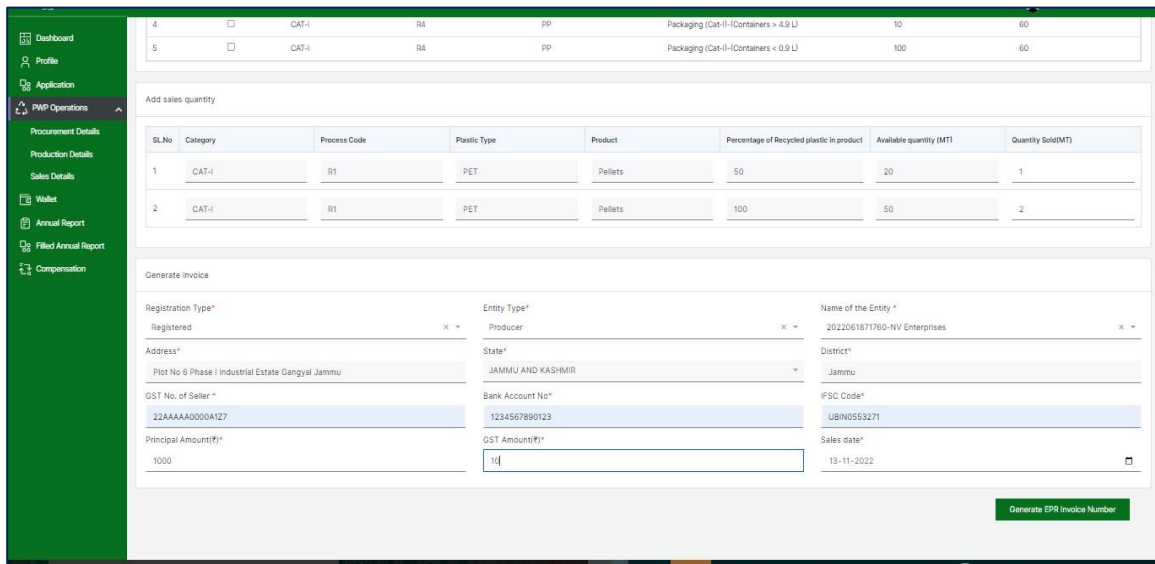 4 CAT-I R4 PP Packaging (Cat-I)-(Containers > 4.9 L) 10 60
Dashboard
5 CAT-I R4 PP Packaging (Cat-I)-(Containers < 0.9 L) 100 60
Profile
Application
PWP Operations
Procurement Details
Production Details
Sales Details
Wallet
Annual Report
Filled Annual Report
Compensation
Add sales quantity
SL.No Category Process Code Plastic Type Product Percentage of Recycled plastic in product Available quantity (MT) Quantity Sold(MT)
1 CAT-I R1 PET Pellets 50 20 1
2 CAT-I R1 PET Pellets 100 50 2
Generate Invoice
Registration Type* Entity Type* Name of the Entity *
Registered Producer 2022061871760-NV Enterprises
Address* State* District*
Plot No 6 Phase I Industrial Estate Gangyal Jammu JAMMU AND KASHMIR Jammu
GST No. of Seller * Bank Account No* IFSC Code*
22AAAAA0000A1Z7 1234567890123 UBIN0553271
Principal Amount(₹)* GST Amount(₹)* Sales date*
1000 10 13-11-2022
Generate EPR Invoice Number